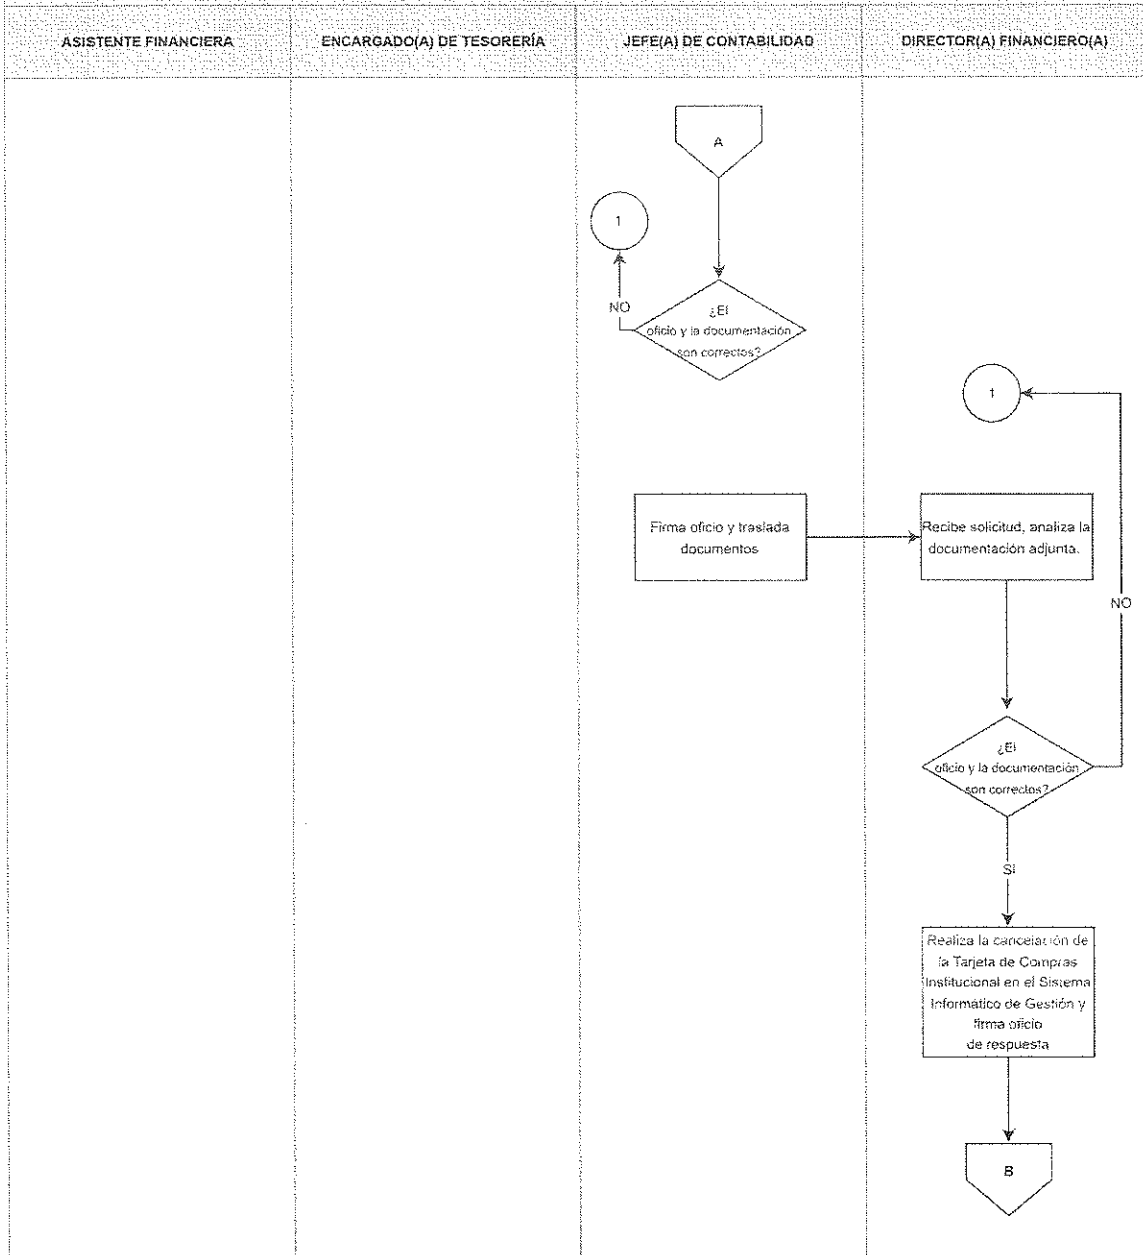 ASISTENTE FINANCIERA
ENCARGADO(A) DE TESORERÍA
JEFE(A) DE CONTABILIDAD
DIRECTOR(A) FINANCIERO(A)
A
1
NO
¿El
oficio y la documentación
son correctos?
1
Firma oficio y traslada
documentos
Recibe solicitud, analiza la
documentación adjunta.
NO
¿El
oficio y la documentación
son correctos?
SI
Realiza la cancelación de
la Tarjeta de Compras
Institucional en el Sistema
Informático de Gestión y
firma oficio
de respuesta
B